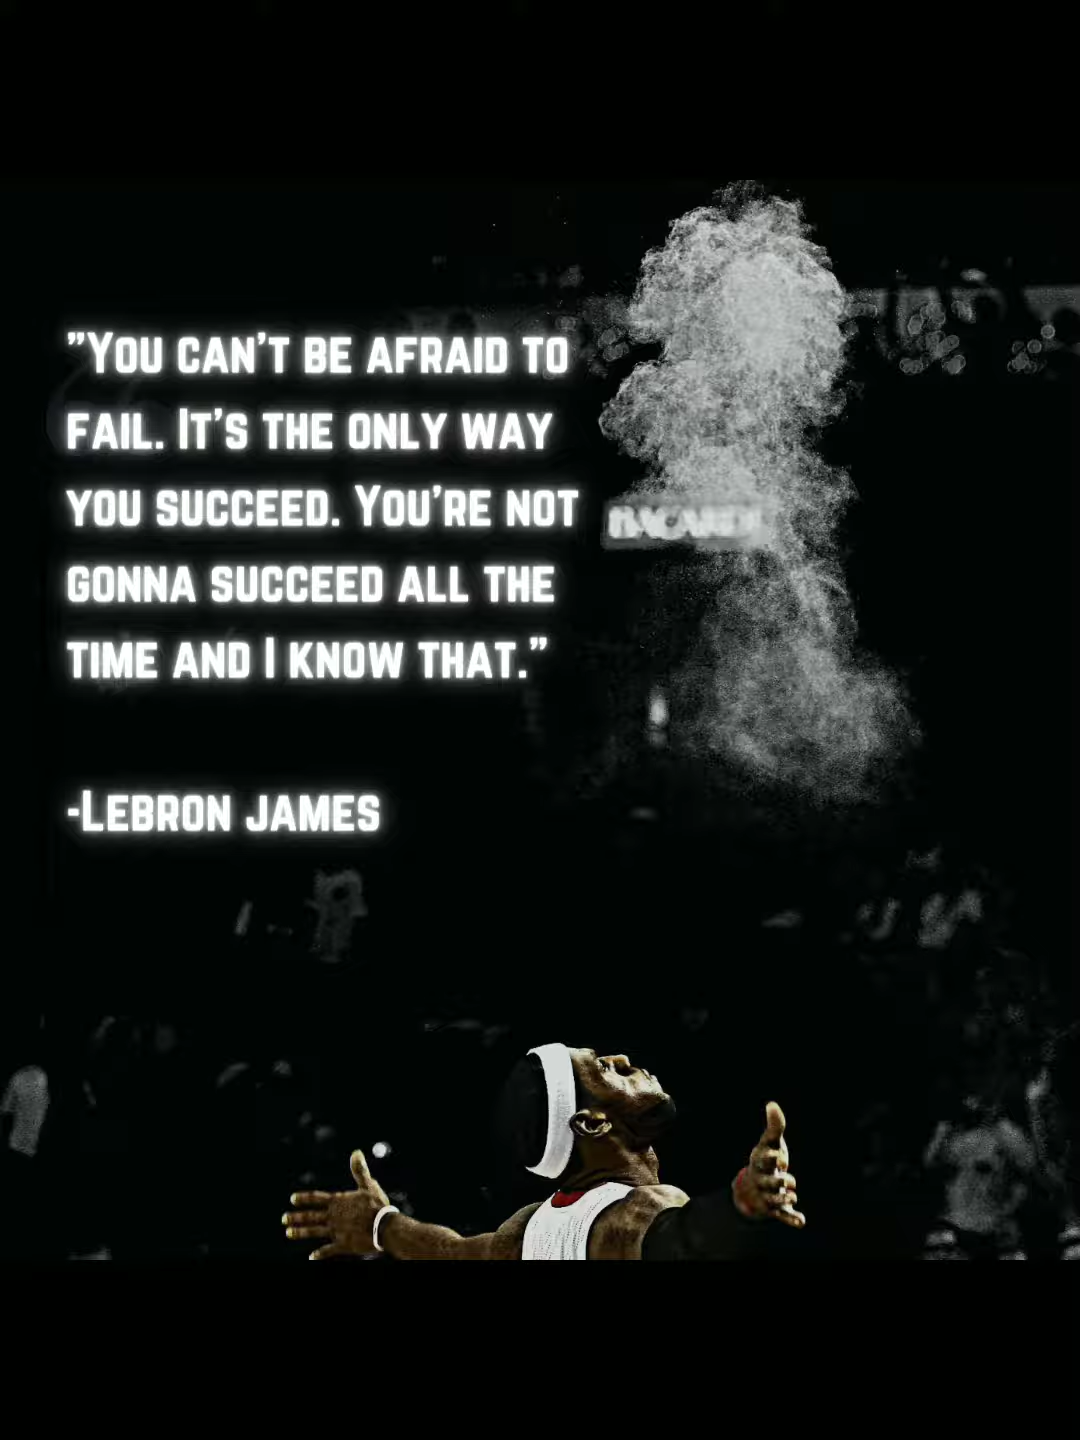 "You can't be afraid to
fail. It's the only way
you succeed. You're not
gonna succeed all the
time and I know that."
-Lebron james
BACARDI